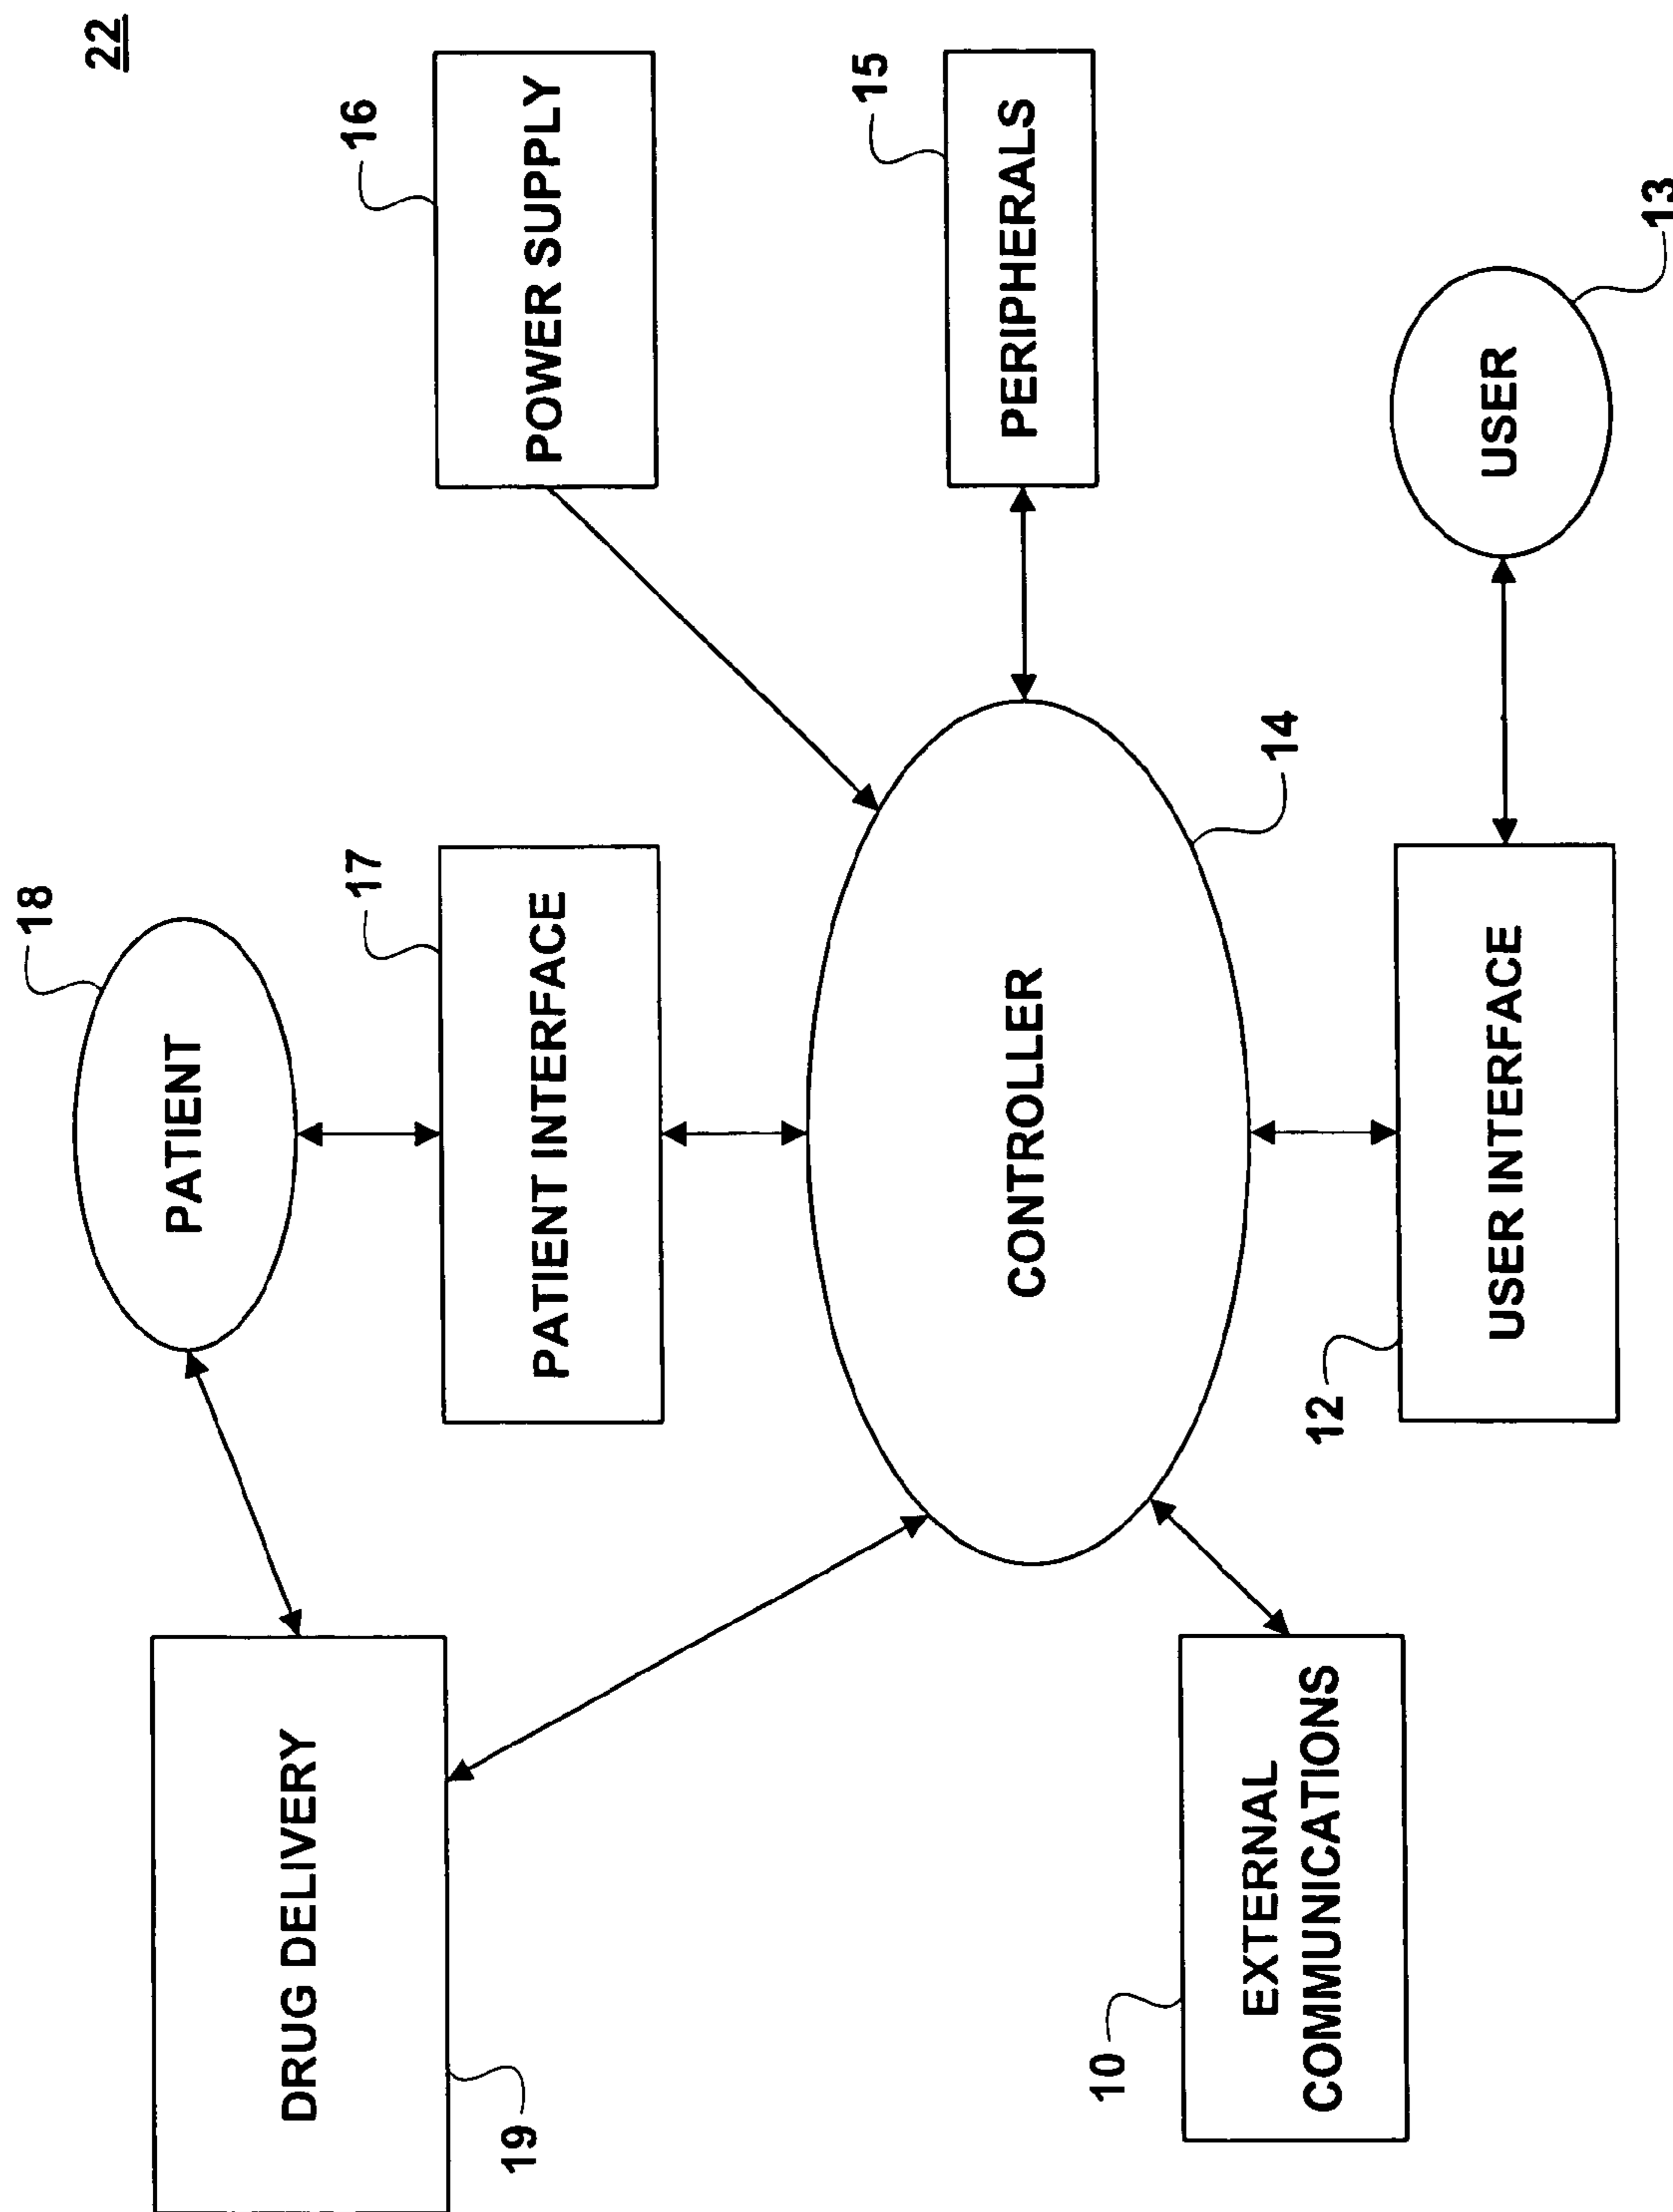 22
18
PATIENT
16
POWER SUPPLY
17
PATIENT INTERFACE
DRUG DELIVERY
19
15
PERIPHERALS
CONTROLLER
14
10
EXTERNAL
COMMUNICATIONS
12
USER INTERFACE
USER
13